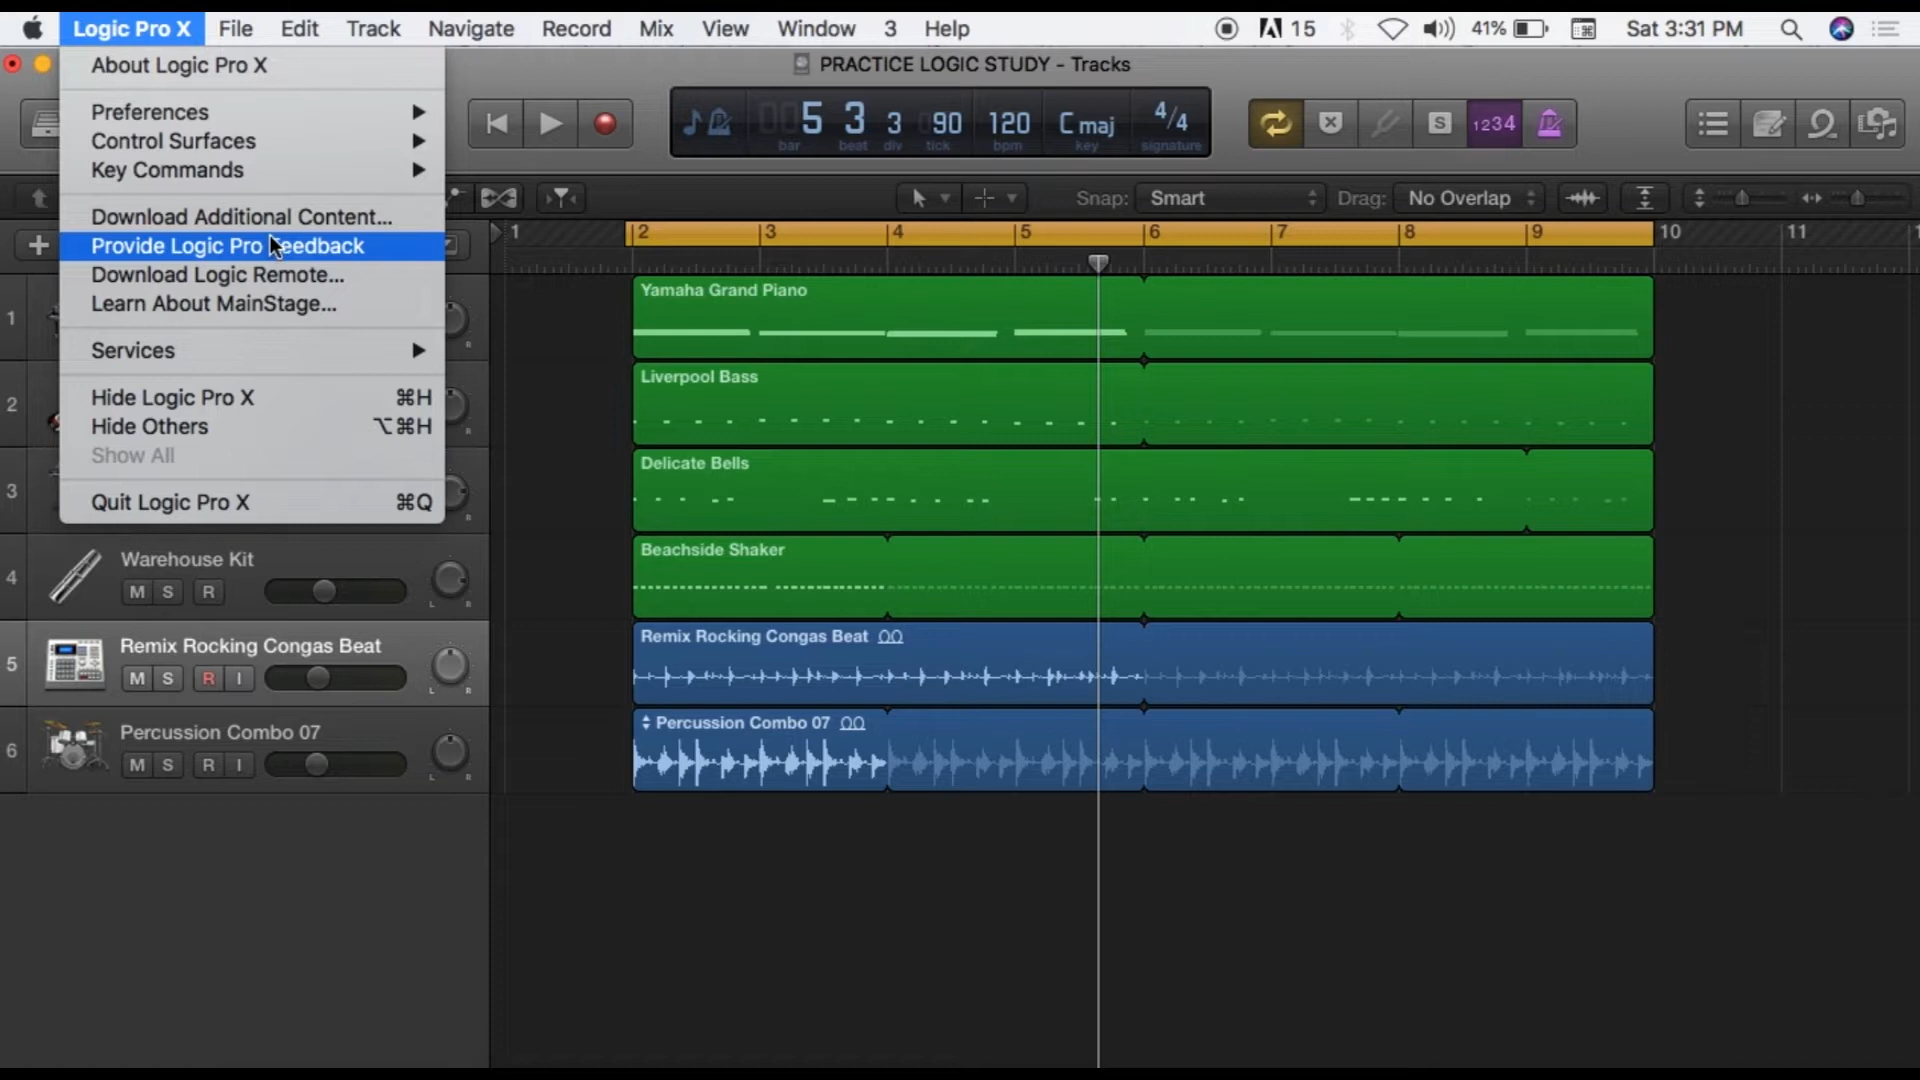 Logic Pro X File Edit Track Navigate Record Mix View Window 3 Help 15 41% Sat 3:31 PM
PRACTICE LOGIC STUDY - Tracks
About Logic Pro X
Preferences
Control Surfaces
Key Commands
Download Additional Content...
Provide Logic Pro Feedback
Download Logic Remote...
Learn About MainStage...
Services
Hide Logic Pro X ⌘H
Hide Others ⌥⌘H
Show All
Quit Logic Pro X ⌘Q
5 3 3 90 120 C maj 4/4
bar beat div tick bpm key signature
S 1234
Snap: Smart Drag: No Overlap
1 2 3 4 5 6 7 8 9 10 11
1 R Yamaha Grand Piano
2 R Liverpool Bass
3 R Delicate Bells
4 Warehouse Kit
M S R L R
Beachside Shaker
5 Remix Rocking Congas Beat
M S R I L R
Remix Rocking Congas Beat
6 Percussion Combo 07
M S R I L R
Percussion Combo 07